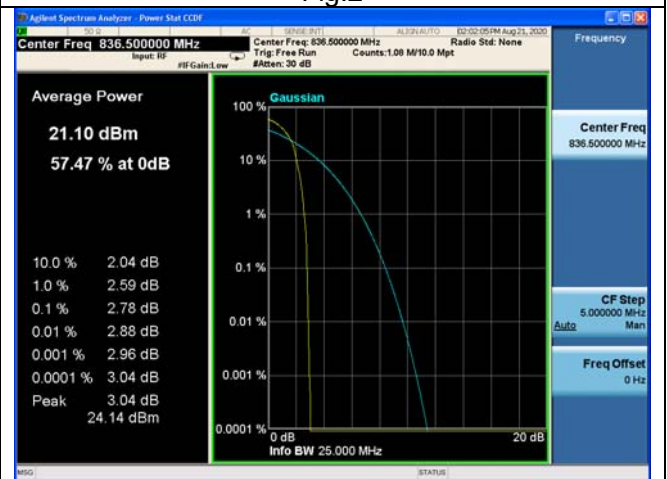 Fig.2
Agilent Spectrum Analyzer - Power Stat CCDF
50 Ω AC SENSE:INT ALIGN AUTO 02:02:05 PM Aug 21, 2020
Center Freq 836.500000 MHz
Input: RF
#IFGain:Low
Center Freq: 836.500000 MHz
Radio Std: None
Trig: Free Run
Counts:1.08 M/10.0 Mpt
#Atten: 30 dB
Frequency
Average Power
21.10 dBm
57.47 % at 0dB
10.0 % 2.04 dB
1.0 % 2.59 dB
0.1 % 2.78 dB
0.01 % 2.88 dB
0.001 % 2.96 dB
0.0001 % 3.04 dB
Peak 3.04 dB
24.14 dBm
Gaussian
100 %
10 %
1 %
0.1 %
0.01 %
0.001 %
0.0001 %
0 dB
20 dB
Info BW 25.000 MHz
Center Freq
836.500000 MHz
CF Step
5.000000 MHz
Auto Man
Freq Offset
0 Hz
MSG
STATUS